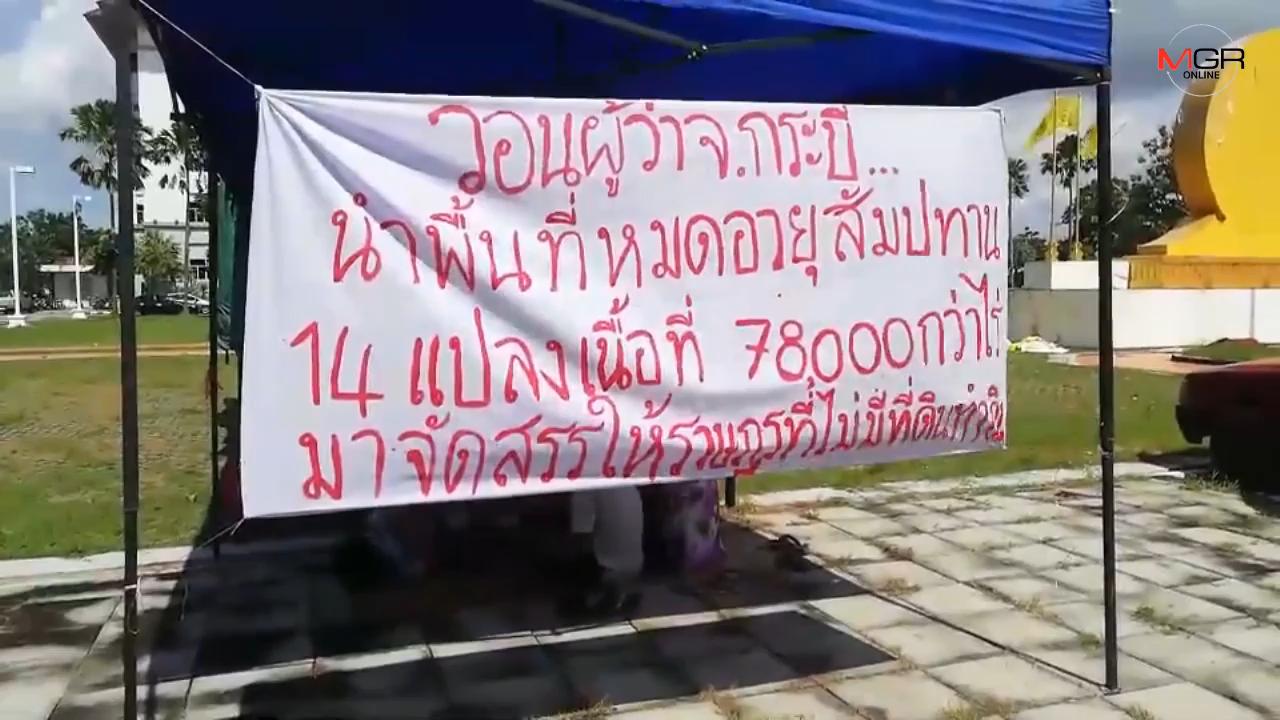 MGR
ONLINE
วอนผู้ว่าจ.กระบี่...
นำพื้นที่หมดอายุสัมปทาน
14 แปลงเนื้อที่ 78000กว่าไร่
มาจัดสรรให้ราษฎรที่ไม่มีที่ดินทำกิน